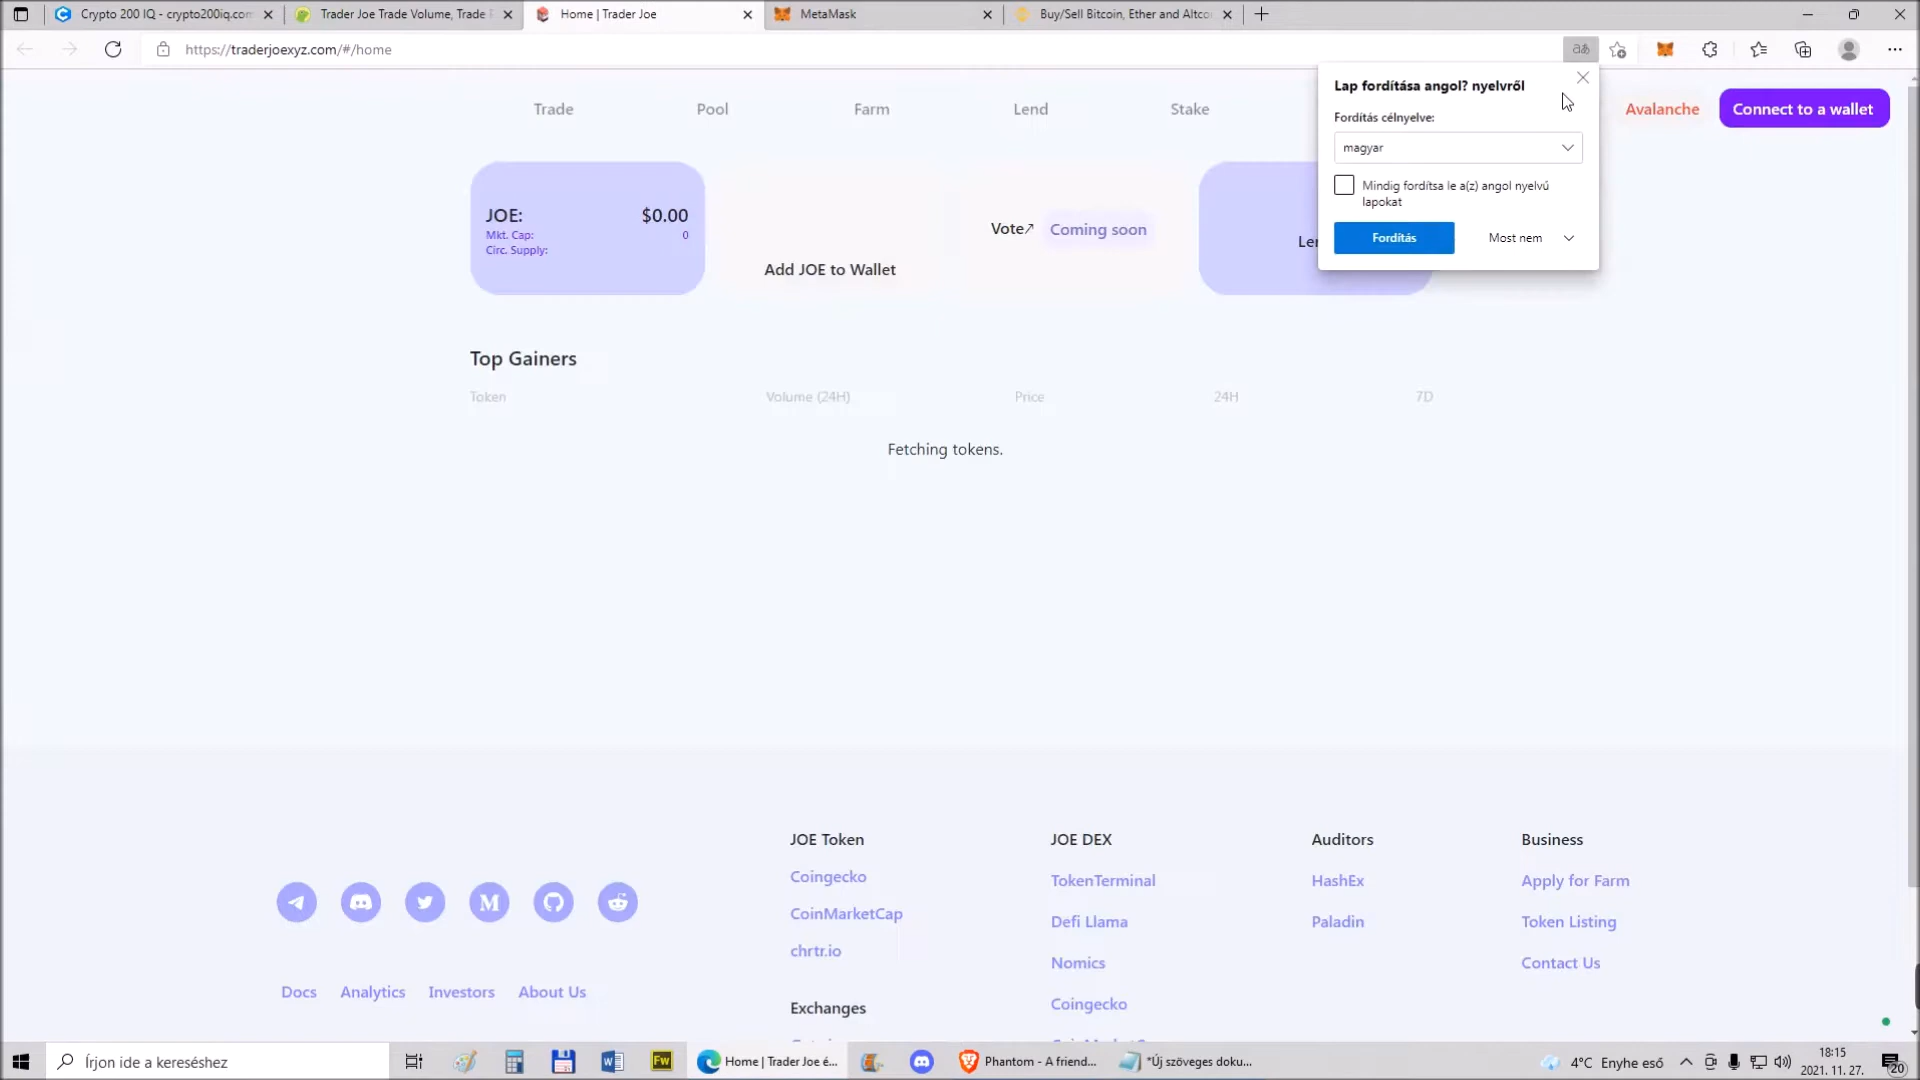 Crypto 200 IQ - crypto200iq.com
Trader Joe Trade Volume, Trade
Home | Trader Joe
MetaMask
Buy/Sell Bitcoin, Ether and Altco
https://traderjoexyz.com/#/home
aあ
Trade
Pool
Farm
Lend
Stake
Avalanche
Connect to a wallet
Lap fordítása angol? nyelvről
Fordítás célnyelve:
magyar
Mindig fordítsa le a(z) angol nyelvű
lapokat
Fordítás
Most nem
JOE:
$0.00
Mkt. Cap:
0
Circ. Supply:
Add JOE to Wallet
Vote↗
Coming soon
Top Gainers
Token
Volume (24H)
Price
24H
7D
Fetching tokens.
Docs
Analytics
Investors
About Us
JOE Token
Coingecko
CoinMarketCap
chrtr.io
Exchanges
JOE DEX
TokenTerminal
Defi Llama
Nomics
Coingecko
Auditors
HashEx
Paladin
Business
Apply for Farm
Token Listing
Contact Us
Írjon ide a kereséshez
Fw
Home | Trader Joe é...
Phantom - A friend...
*Új szöveges doku...
4°C Enyhe eső
18:15
2021. 11. 27.
20